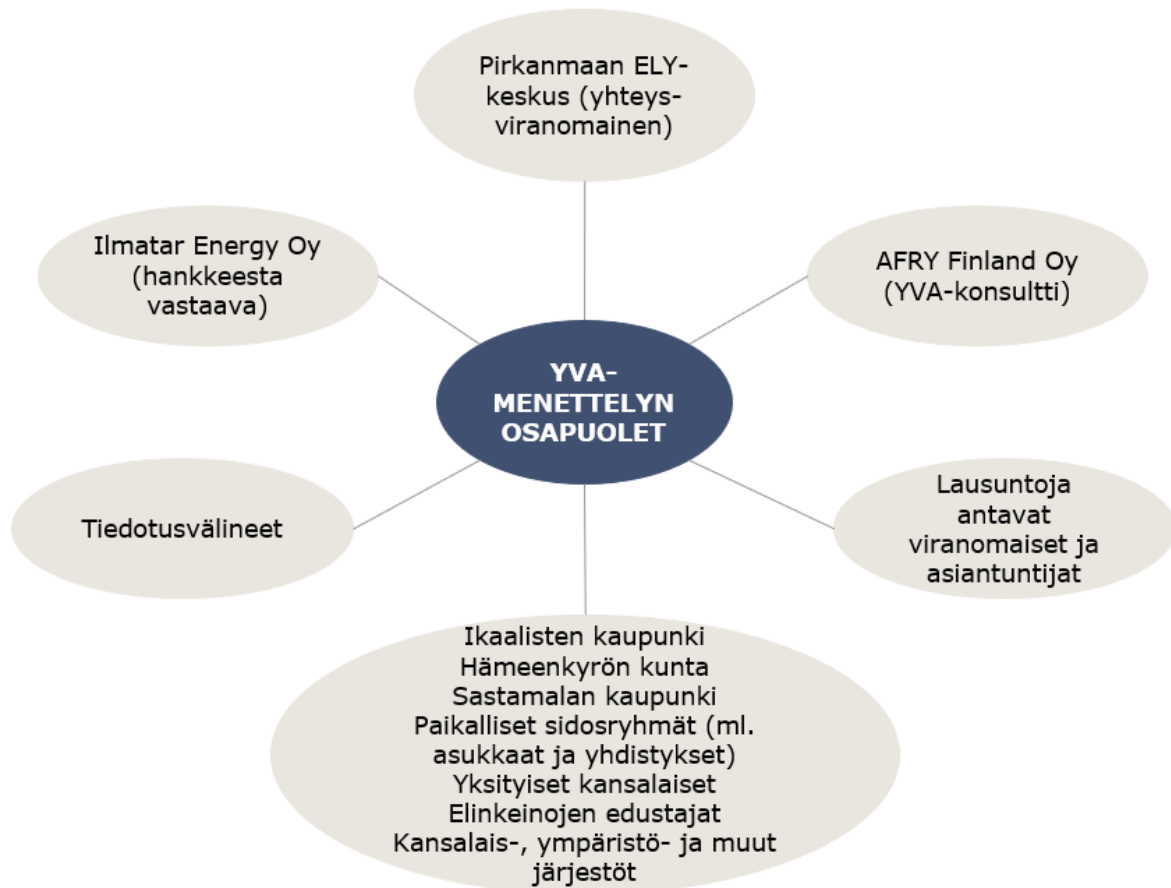 Pirkanmaan ELY-
keskus (yhteys-
viranomainen)
Ilmatar Energy Oy
(hankkeesta
vastaava)
AFRY Finland Oy
(YVA-konsultti)
YVA-
MENETTELYN
OSAPUOLET
Tiedotusvälineet
Lausuntoja
antavat
viranomaiset ja
asiantuntijat
Ikaalisten kaupunki
Hämeenkyrön kunta
Sastamalan kaupunki
Paikalliset sidosryhmät (ml.
asukkaat ja yhdistykset)
Yksityiset kansalaiset
Elinkeinojen edustajat
Kansalais-, ympäristö- ja muut
järjestöt